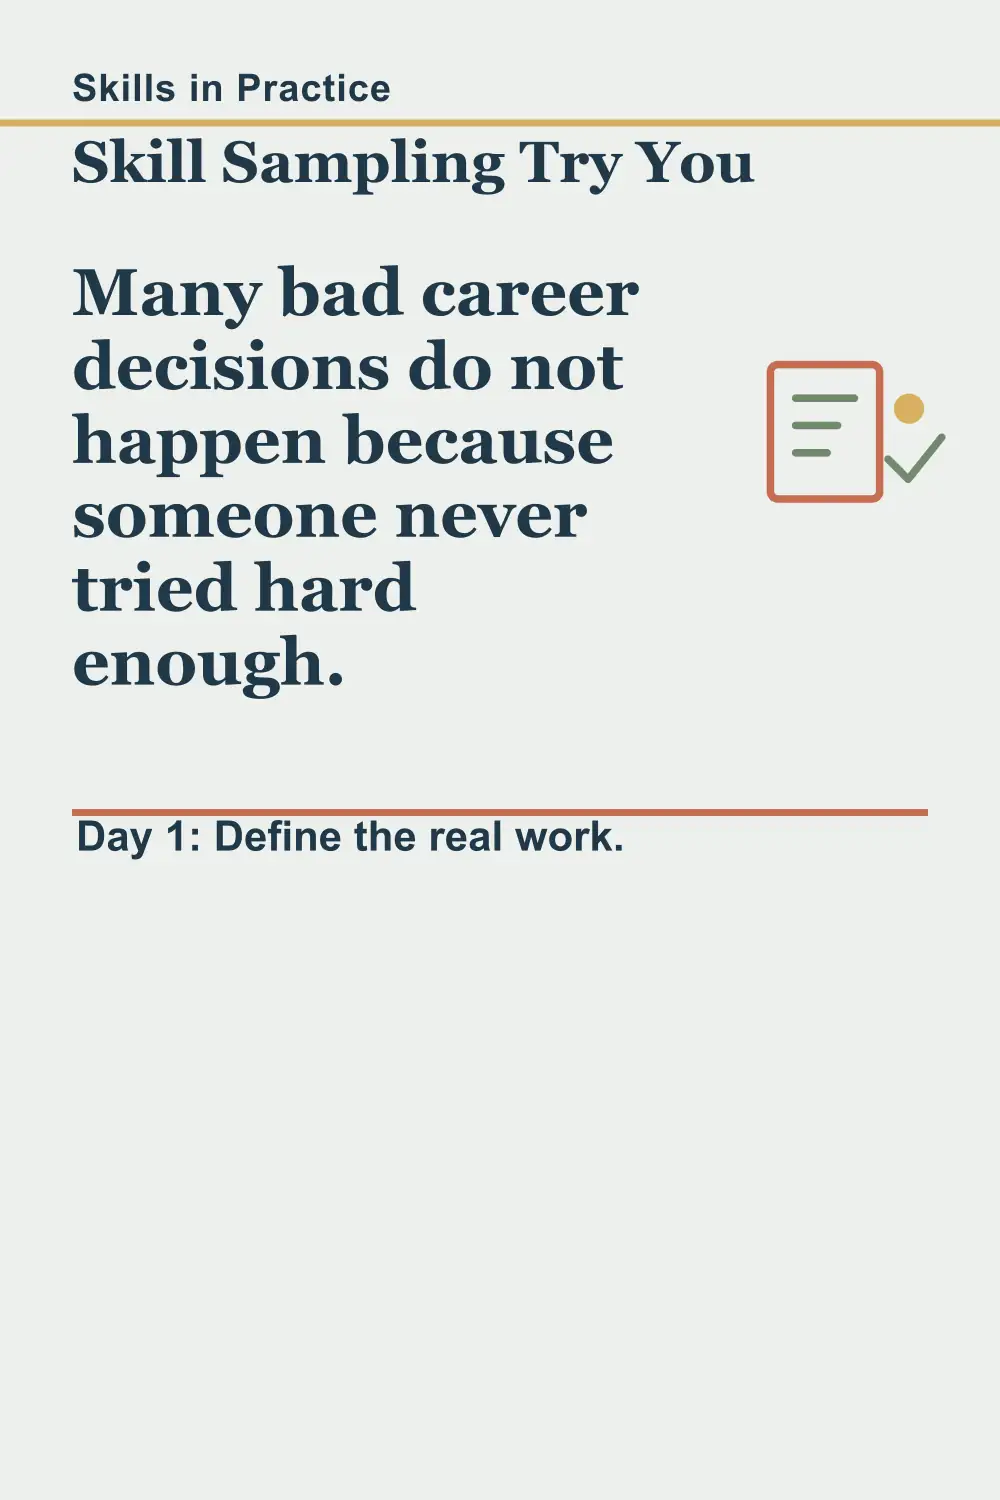 Skills in Practice
Skill Sampling Try You
Many bad career
decisions do not
happen because
someone never
tried hard
enough.
Day 1: Define the real work.